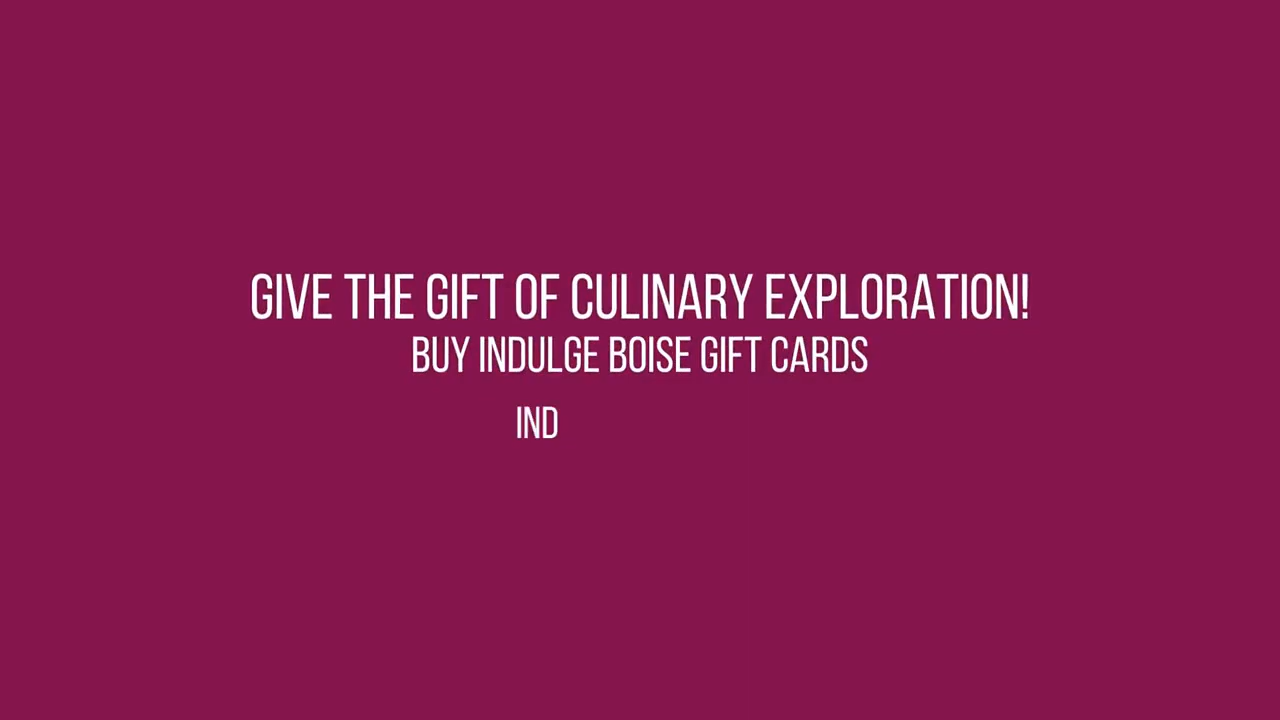 GIVE THE GIFT OF CULINARY EXPLORATION!
BUY INDULGE BOISE GIFT CARDS
IND